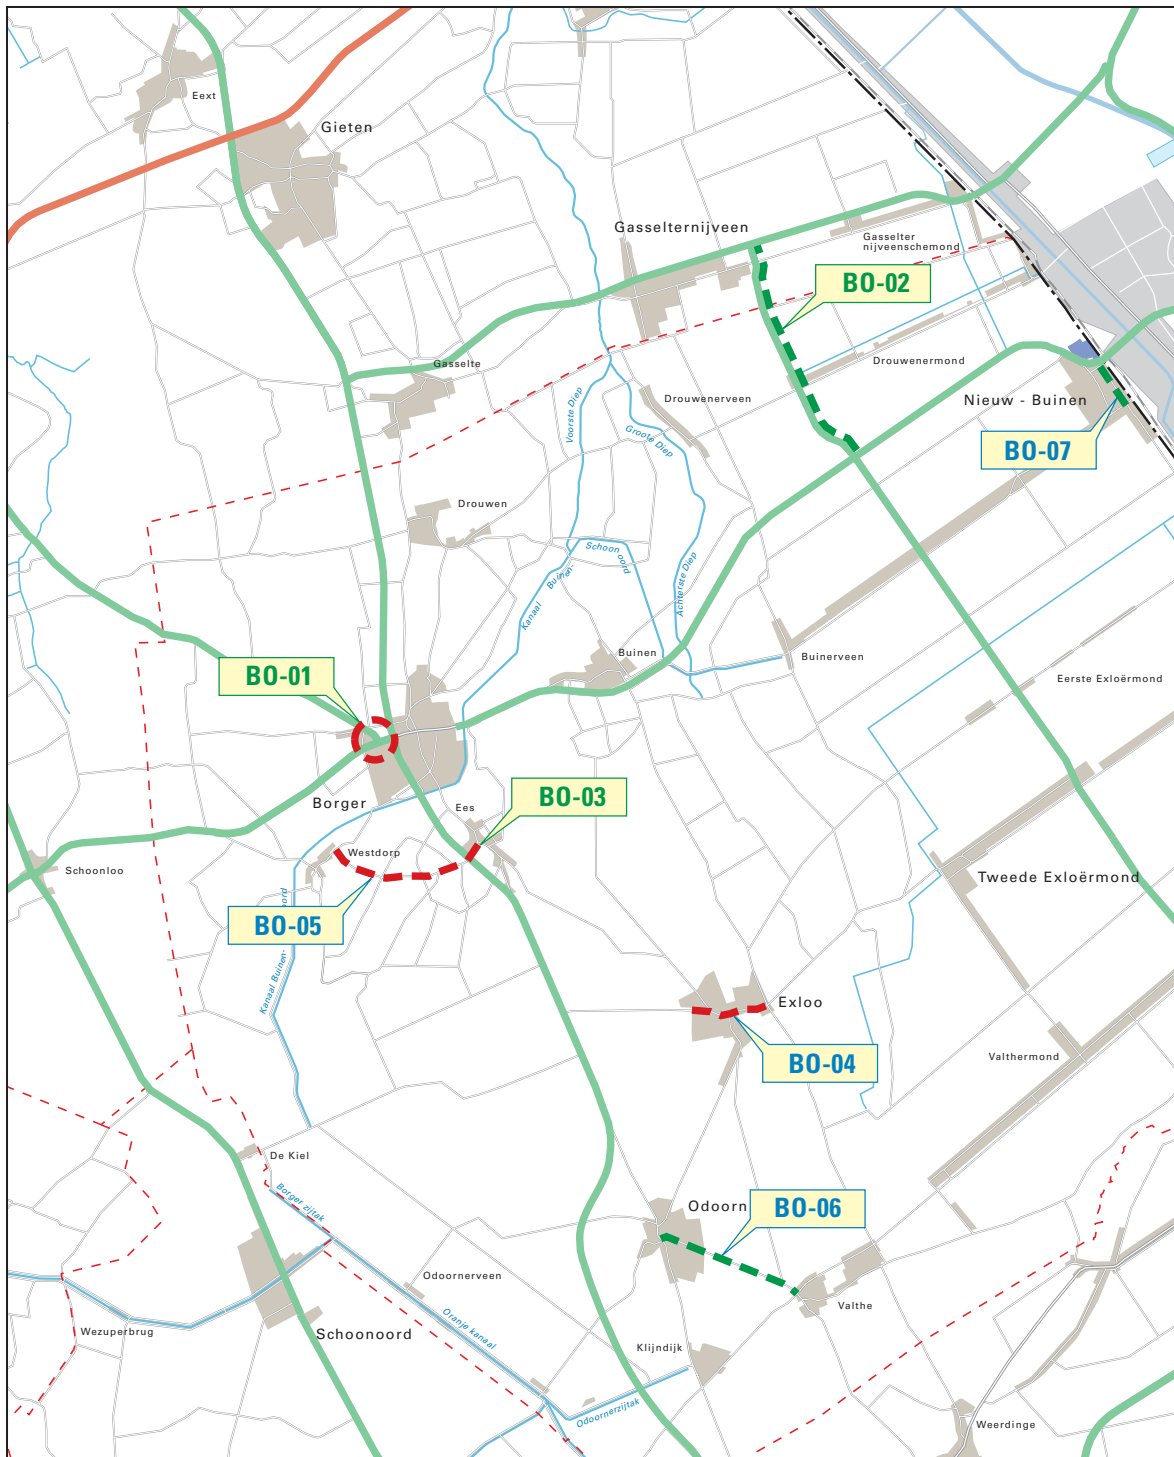 Eext
Gieten
Gasselternijveen
Gasselter
nijveenschemond
BO-02
Gasselte
Drouwenermond
Voorste Diep
Drouwenerveen
Nieuw - Buinen
Groote Diep
BO-07
Drouwen
Schoon
oord
Kanaal
Buinen-
Achterste Diep
Buinen
Buinerveen
BO-01
Eerste Exloërmond
BO-03
Borger
Ees
Westdorp
Schoonloo
Tweede Exloërmond
BO-05
oord
Kanaal Buinen-
Exloo
BO-04
Valthermond
De Kiel
Borger zijtak
Odoorn
BO-06
Odoornerveen
Valthe
Oranje kanaal
Wezuperbrug
Schoonoord
Klijndijk
Odoornerzijtak
Weerdinge